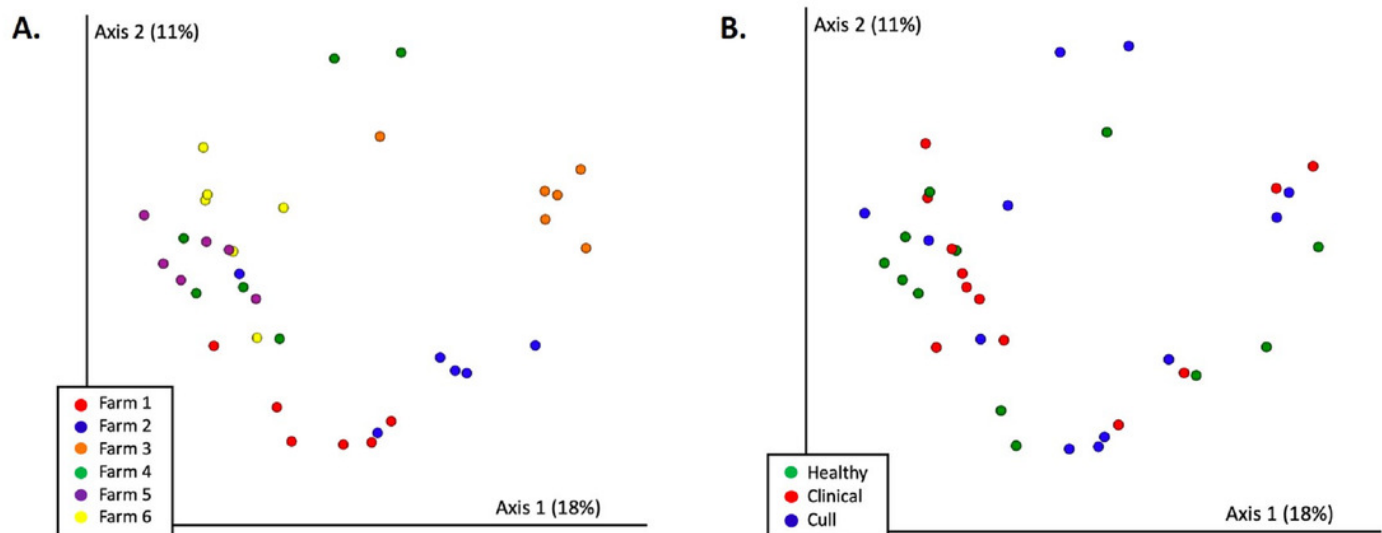 A.
Axis 2 (11%)
Farm 1
Farm 2
Farm 3
Farm 4
Farm 5
Farm 6
Axis 1 (18%)
B.
Axis 2 (11%)
Healthy
Clinical
Cull
Axis 1 (18%)